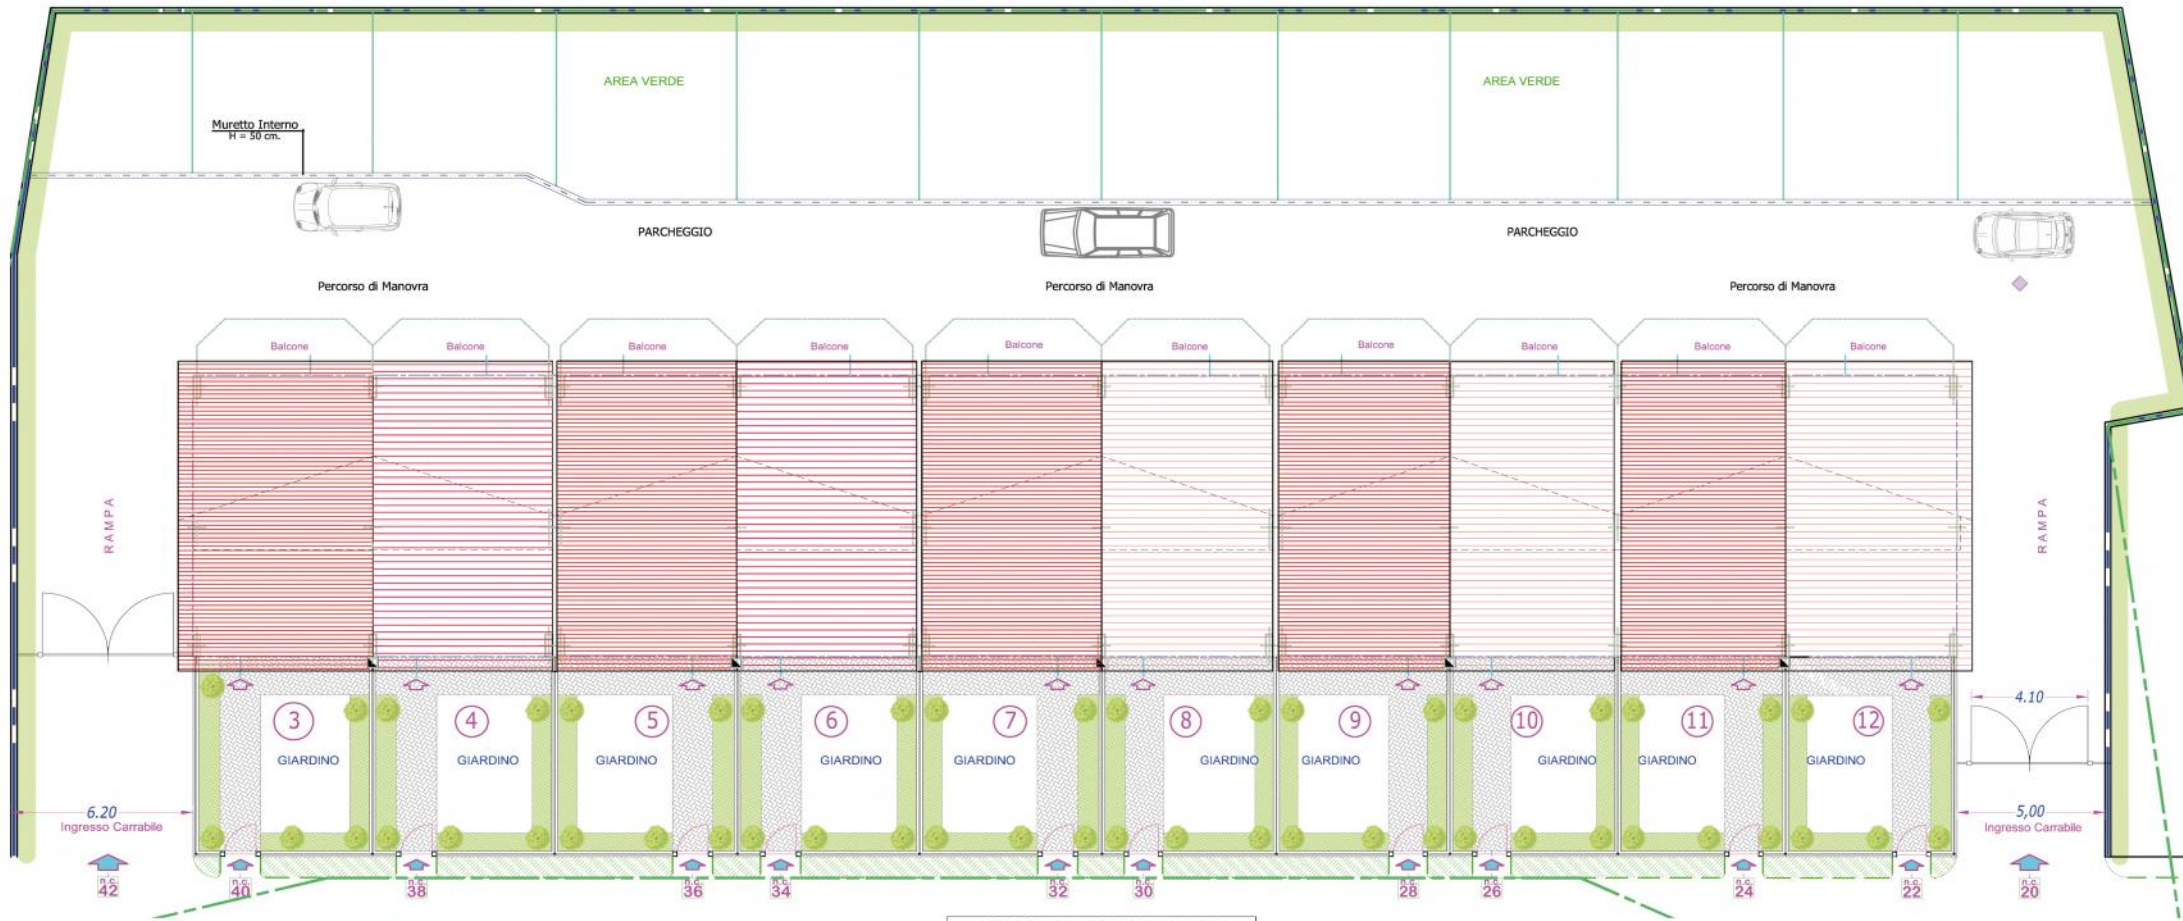 AREA VERDE
AREA VERDE
Muretto Interno
H = 50 cm.
PARCHEGGIO
PARCHEGGIO
Percorso di Manovra
Percorso di Manovra
Percorso di Manovra
Balcone
Balcone
Balcone
Balcone
Balcone
Balcone
Balcone
Balcone
Balcone
Balcone
RAMPA
RAMPA
3
4
5
6
7
8
9
10
11
12
4.10
GIARDINO
GIARDINO
GIARDINO
GIARDINO
GIARDINO
GIARDINO
GIARDINO
GIARDINO
GIARDINO
GIARDINO
6.20
Ingresso Carrabile
5,00
Ingresso Carrabile
n.c.
42
n.c.
40
n.c.
38
n.c.
36
n.c.
34
n.c.
32
n.c.
30
n.c.
28
n.c.
26
n.c.
24
n.c.
22
n.c.
20